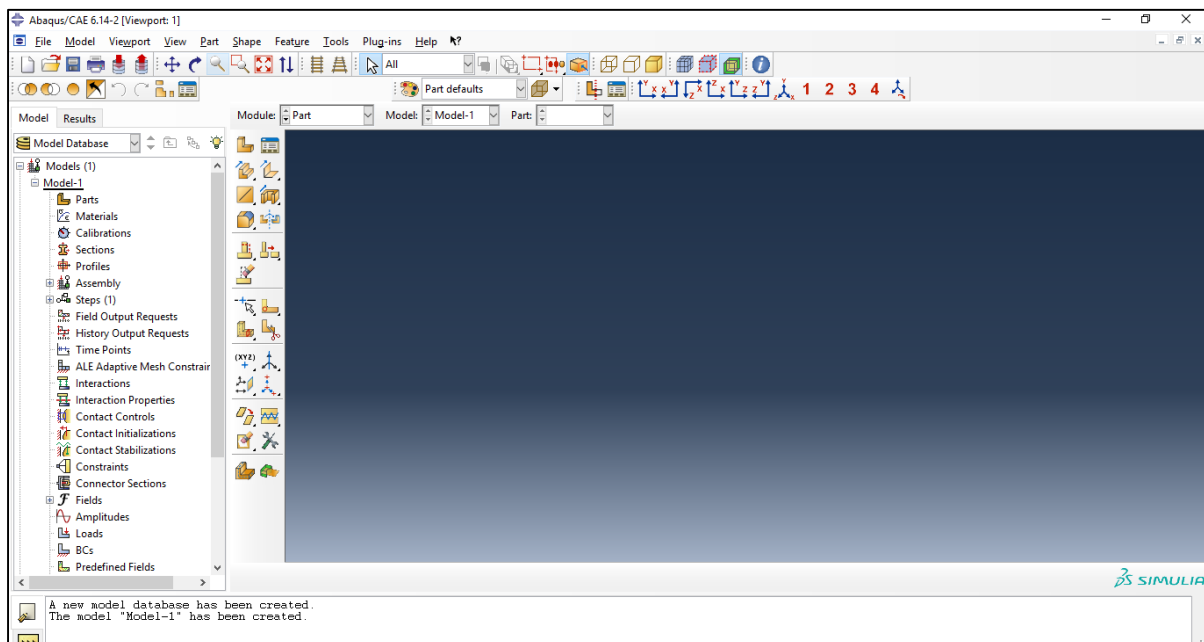 Abaqus/CAE 6.14-2 [Viewport: 1]
File Model Viewport View Part Shape Feature Tools Plug-ins Help
All
Part defaults
1 2 3 4
Model Results
Module: Part Model: Model-1 Part:
Model Database
Models (1)
Model-1
Parts
Materials
Calibrations
Sections
Profiles
Assembly
Steps (1)
Field Output Requests
History Output Requests
Time Points
ALE Adaptive Mesh Constrair
Interactions
Interaction Properties
Contact Controls
Contact Initializations
Contact Stabilizations
Constraints
Connector Sections
Fields
Amplitudes
Loads
BCs
Predefined Fields
(XYZ)
SIMULIA
A new model database has been created.
The model "Model-1" has been created.